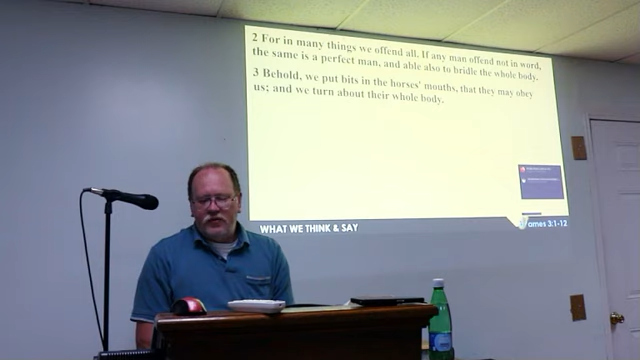 2 For in many things we offend all. If any man offend not in word,
the same is a perfect man, and able also to bridle the whole body.
3 Behold, we put bits in the horses' mouths, that they may obey
us; and we turn about their whole body.
WHAT WE THINK & SAY
James 3:1-12